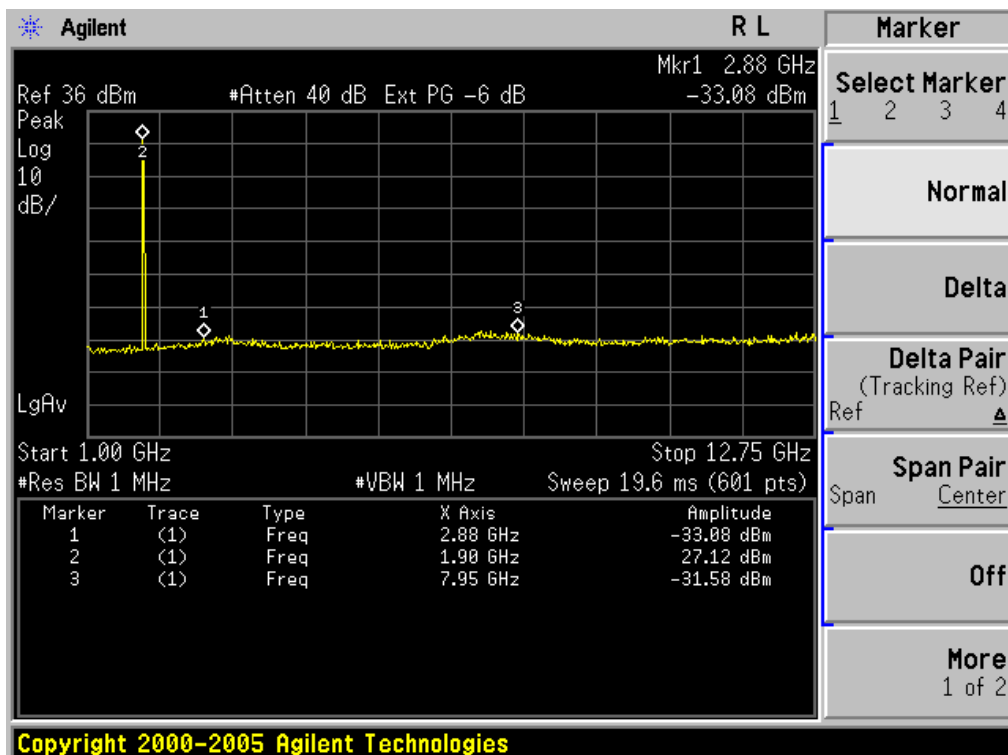 Agilent R L Marker
Mkr1 2.88 GHz
Ref 36 dBm #Atten 40 dB Ext PG -6 dB -33.08 dBm
Peak
Log
10
dB/
2
1
3
LgAv
Start 1.00 GHz Stop 12.75 GHz
#Res BW 1 MHz #VBW 1 MHz Sweep 19.6 ms (601 pts)
Marker Trace Type X Axis Amplitude
1 (1) Freq 2.88 GHz -33.08 dBm
2 (1) Freq 1.90 GHz 27.12 dBm
3 (1) Freq 7.95 GHz -31.58 dBm
Select Marker
1 2 3 4
Normal
Delta
Delta Pair
(Tracking Ref)
Ref Δ
Span Pair
Span Center
Off
More
1 of 2
Copyright 2000-2005 Agilent Technologies